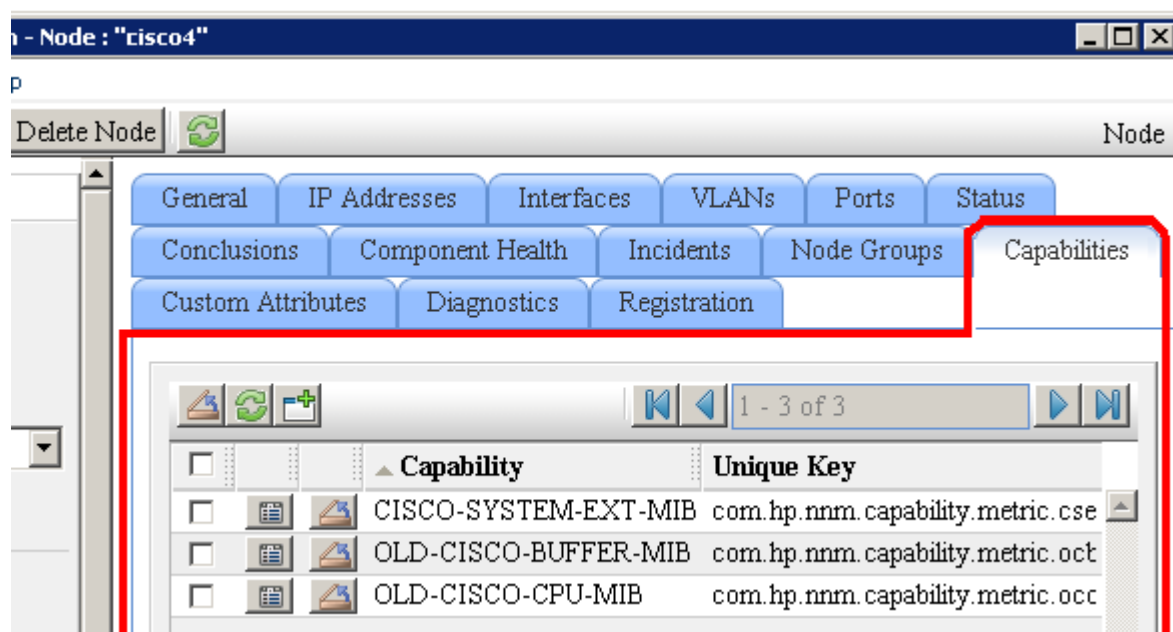 n - Node : "cisco4"
p
Delete Node Node
General IP Addresses Interfaces VLANs Ports Status
Conclusions Component Health Incidents Node Groups Capabilities
Custom Attributes Diagnostics Registration
1 - 3 of 3
Capability Unique Key
CISCO-SYSTEM-EXT-MIB com.hp.nnm.capability.metric.cse
OLD-CISCO-BUFFER-MIB com.hp.nnm.capability.metric.oct
OLD-CISCO-CPU-MIB com.hp.nnm.capability.metric.occ